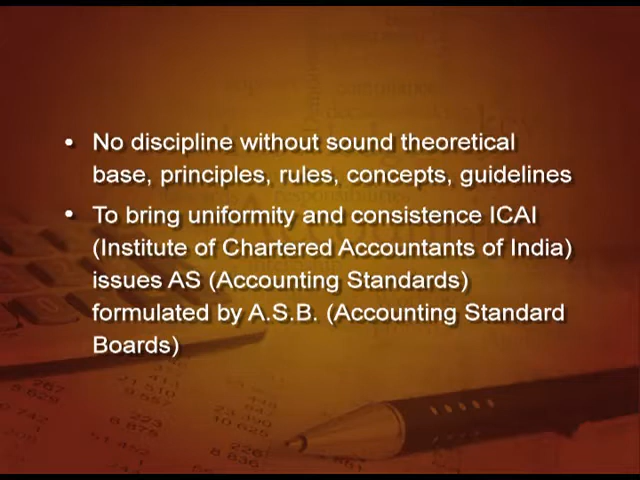 • No discipline without sound theoretical
base, principles, rules, concepts, guidelines
• To bring uniformity and consistence ICAI
(Institute of Chartered Accountants of India)
issues AS (Accounting Standards)
formulated by A.S.B. (Accounting Standard
Boards)